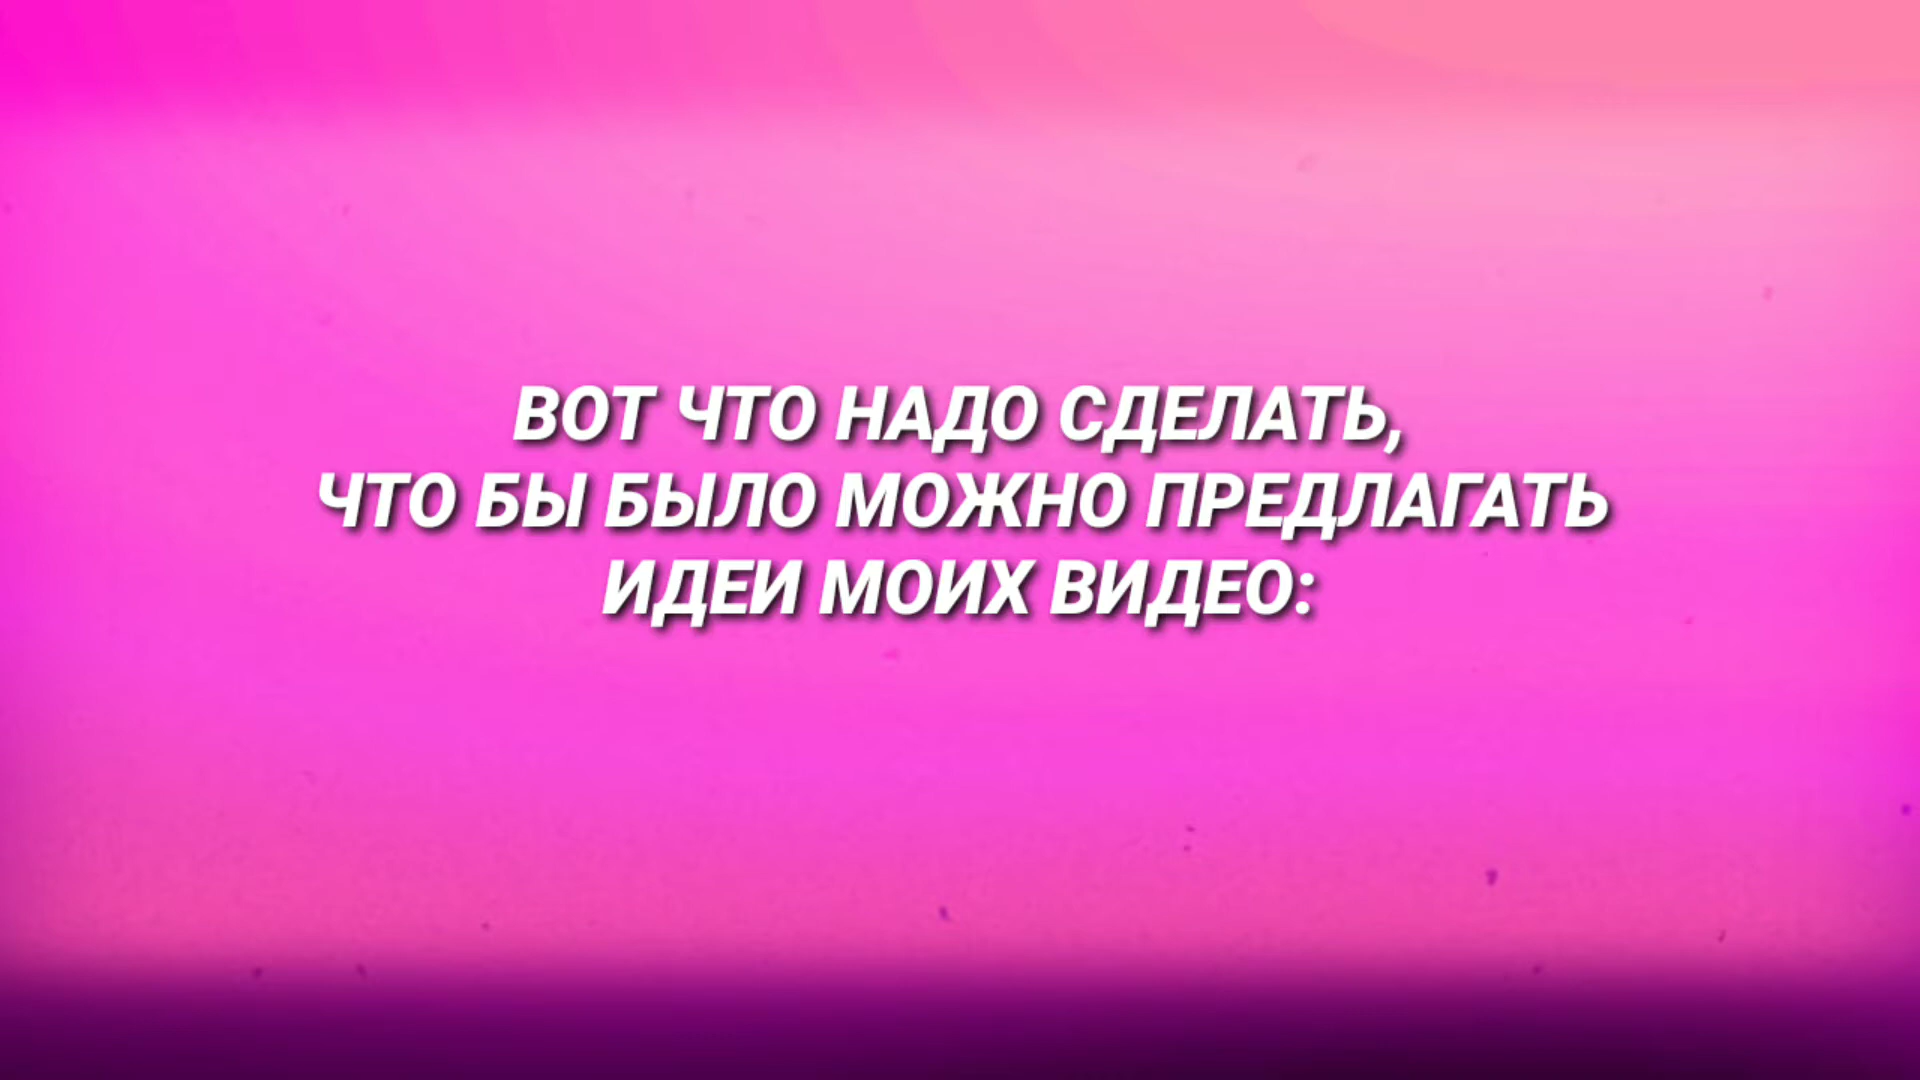 ВОТ ЧТО НАДО СДЕЛАТЬ,
ЧТО БЫ БЫЛО МОЖНО ПРЕДЛАГАТЬ
ИДЕИ МОИХ ВИДЕО: